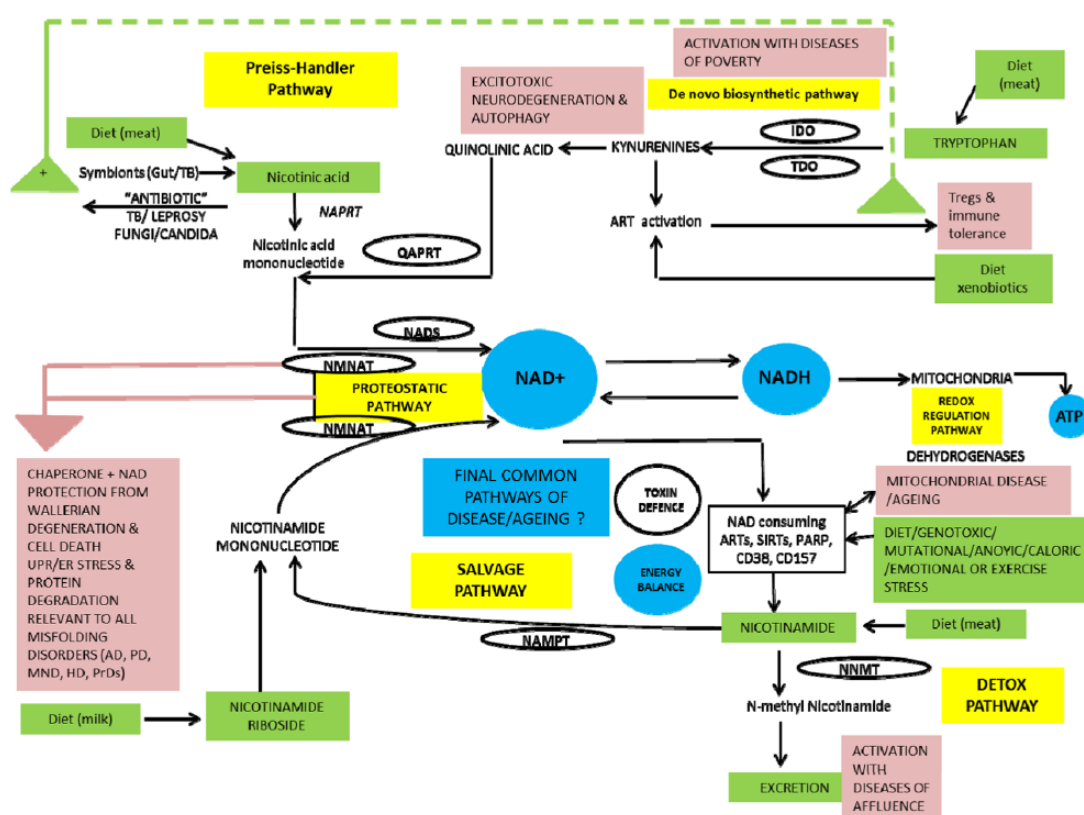 ACTIVATION WITH DISEASES
OF POVERTY
Preiss-Handler
Pathway
EXCITOTOXIC
NEURODEGENERATION &
AUTOPHAGY
De novo biosynthetic pathway
Diet
(meat)
Diet (meat)
IDO
QUINOLINIC ACID
KYNURENINES
TRYPTOPHAN
TDO
+
Symbionts (Gut/TB)
Nicotinic acid
"ANTIBIOTIC"
TB/ LEPROSY
FUNGI/CANDIDA
NAPRT
ART activation
Tregs &
immune
tolerance
Nicotinic acid
mononucleotide
QAPRT
Diet
xenobiotics
NADS
NMNAT
PROTEOSTATIC
PATHWAY
NMNAT
NAD+
NADH
MITOCHONDRIA
REDOX
REGULATION
PATHWAY
ATP
DEHYDROGENASES
CHAPERONE + NAD
PROTECTION FROM
WALLERIAN
DEGENERATION &
CELL DEATH
UPR/ER STRESS &
PROTEIN
DEGRADATION
RELEVANT TO ALL
MISFOLDING
DISORDERS (AD, PD,
MND, HD, PrDs)
FINAL COMMON
PATHWAYS OF
DISEASE/AGEING ?
TOXIN
DEFENCE
MITOCHONDRIAL DISEASE
/AGEING
NAD consuming
ARTs, SIRTs, PARP,
CD38, CD157
DIET/GENOTOXIC/
MUTATIONAL/ANOYIC/CALORIC
/EMOTIONAL OR EXERCISE
STRESS
NICOTINAMIDE
MONONUCLEOTIDE
SALVAGE
PATHWAY
ENERGY
BALANCE
NAMPT
NICOTINAMIDE
Diet (meat)
NNMT
DETOX
PATHWAY
Diet (milk)
NICOTINAMIDE
RIBOSIDE
N-methyl Nicotinamide
EXCRETION
ACTIVATION
WITH
DISEASES OF
AFFLUENCE